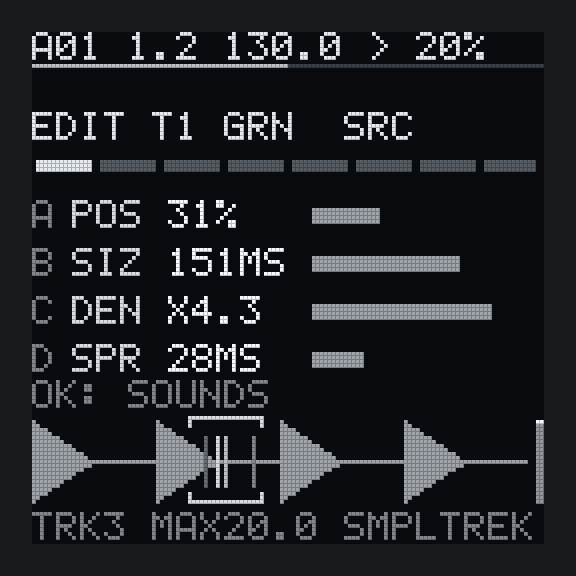 A01 1.2 130.0 > 20%
EDIT T1 GRN SRC
A POS 31%
B SIZ 151MS
C DEN X4.3
D SPR 28MS
OK: SOUNDS
TRK3 MAX20.0 SMPLTREK